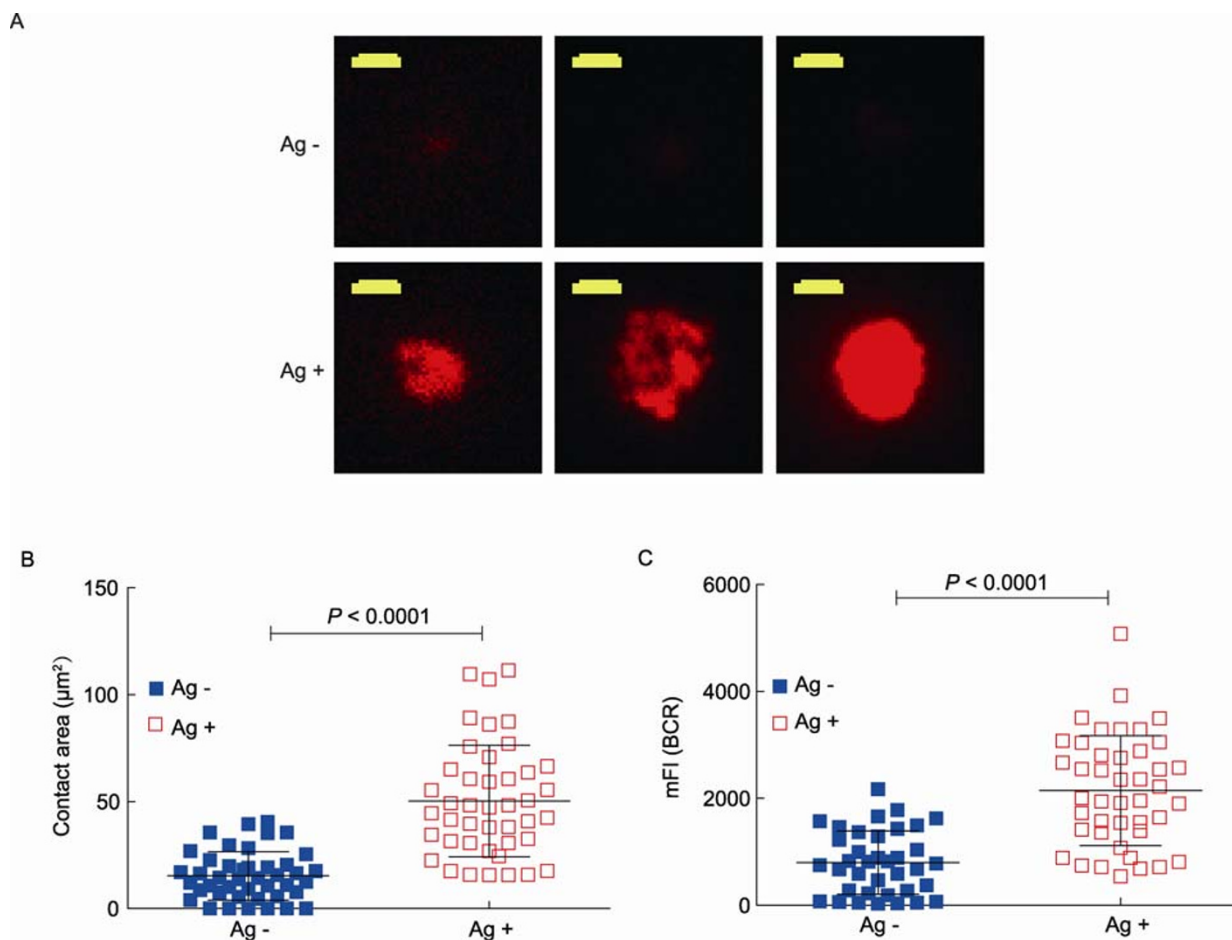 A
Ag -
Ag +
B
150
100
50
0
Contact area (μm²)
P < 0.0001
Ag -
Ag +
Ag -
Ag +
C
6000
4000
2000
0
mFI (BCR)
P < 0.0001
Ag -
Ag +
Ag -
Ag +